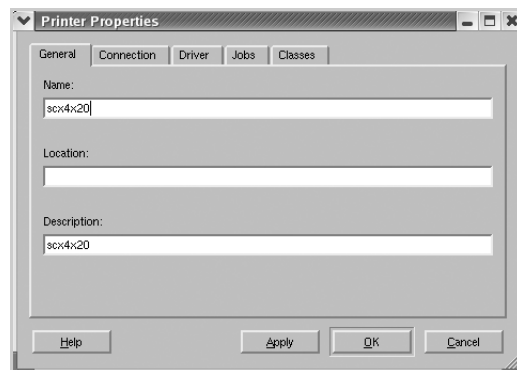 Printer Properties
General Connection Driver Jobs Classes
Name:
scx4x20
Location:
Description:
scx4x20
Help Apply OK Cancel